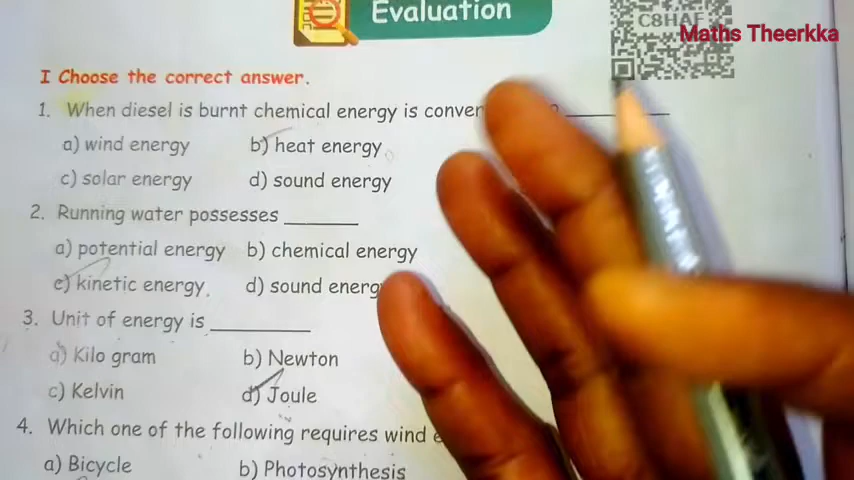 Evaluation
C8HAF
Maths Theerkka
I Choose the correct answer.
1. When diesel is burnt chemical energy is conver
a) wind energy b) heat energy
c) solar energy d) sound energy
2. Running water possesses ________
a) potential energy b) chemical energy
c) kinetic energy. d) sound energ
3. Unit of energy is __________
a) Kilo gram b) Newton
c) Kelvin d) Joule
4. Which one of the following requires wind e
a) Bicycle b) Photosynthesis